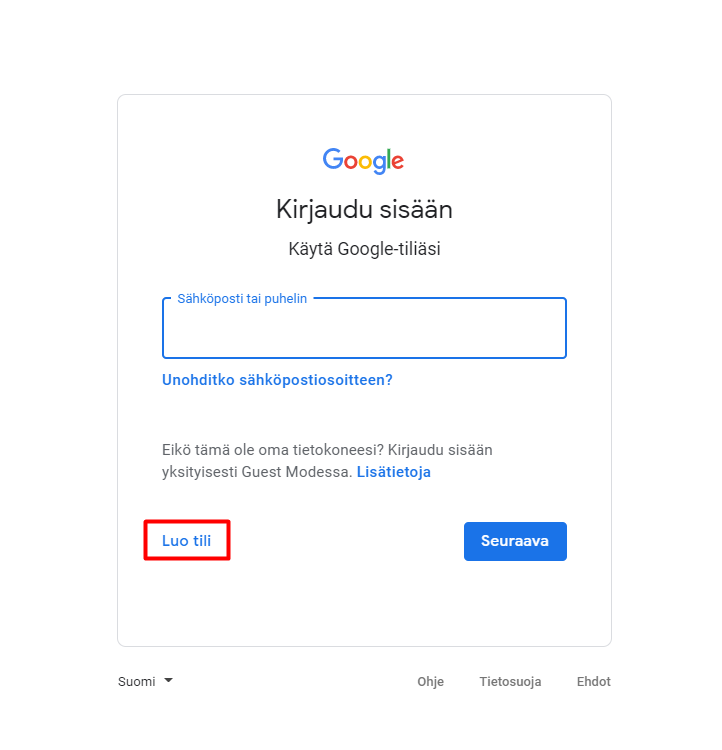 Google
Kirjaudu sisään
Käytä Google-tiliäsi
Sähköposti tai puhelin
Unohditko sähköpostiosoitteen?
Eikö tämä ole oma tietokoneesi? Kirjaudu sisään
yksityisesti Guest Modessa. Lisätietoja
Luo tili Seuraava
Suomi Ohje Tietosuoja Ehdot